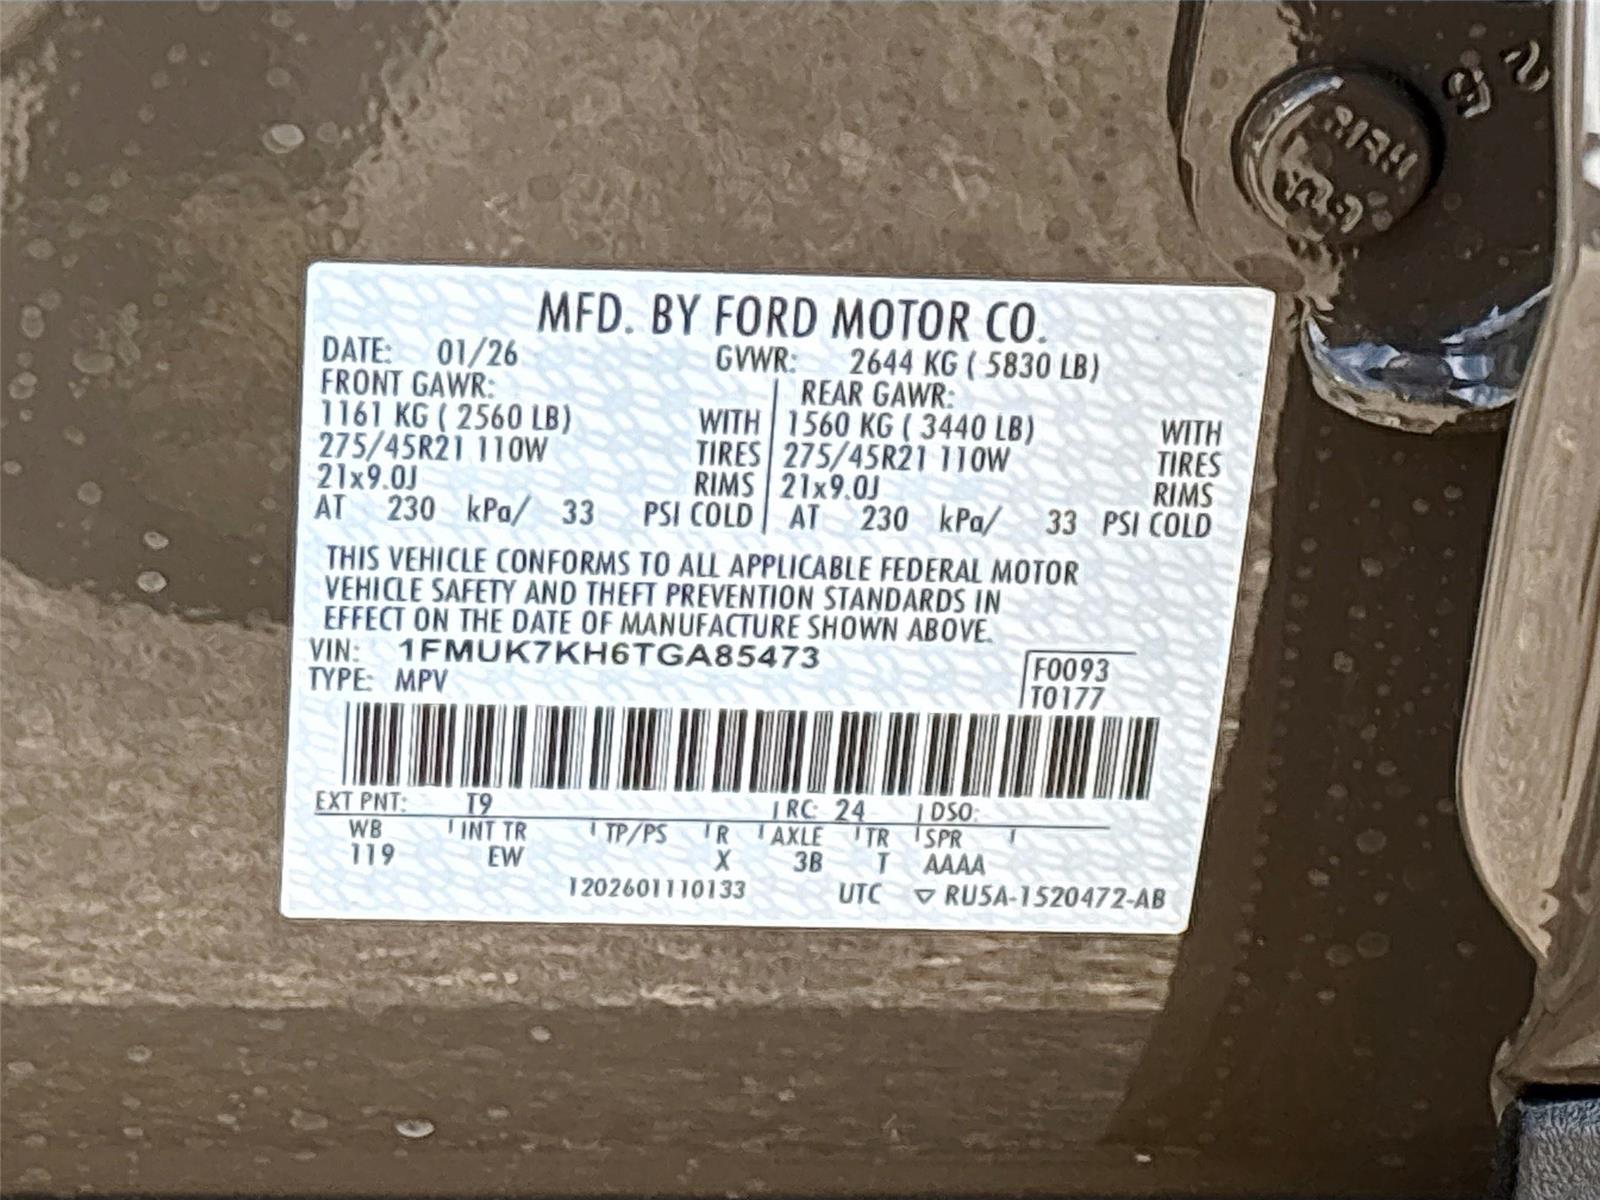 MFD. BY FORD MOTOR CO.
DATE: 01/26 GVWR: 2644 KG ( 5830 LB)
FRONT GAWR: REAR GAWR:
1161 KG ( 2560 LB) WITH 1560 KG ( 3440 LB) WITH
275/45R21 110W TIRES 275/45R21 110W TIRES
21x9.0J RIMS 21x9.0J RIMS
AT 230 kPa/ 33 PSI COLD AT 230 kPa/ 33 PSI COLD
THIS VEHICLE CONFORMS TO ALL APPLICABLE FEDERAL MOTOR
VEHICLE SAFETY AND THEFT PREVENTION STANDARDS IN
EFFECT ON THE DATE OF MANUFACTURE SHOWN ABOVE.
VIN: 1FMUK7KH6TGA85473
TYPE: MPV
F0093
T0177
EXT PNT: T9 RC: 24 DSO:
WB INT TR TP/PS R AXLE TR SPR
119 EW X 3B T AAAA
1202601110133 UTC ▽ RU5A-1520472-AB